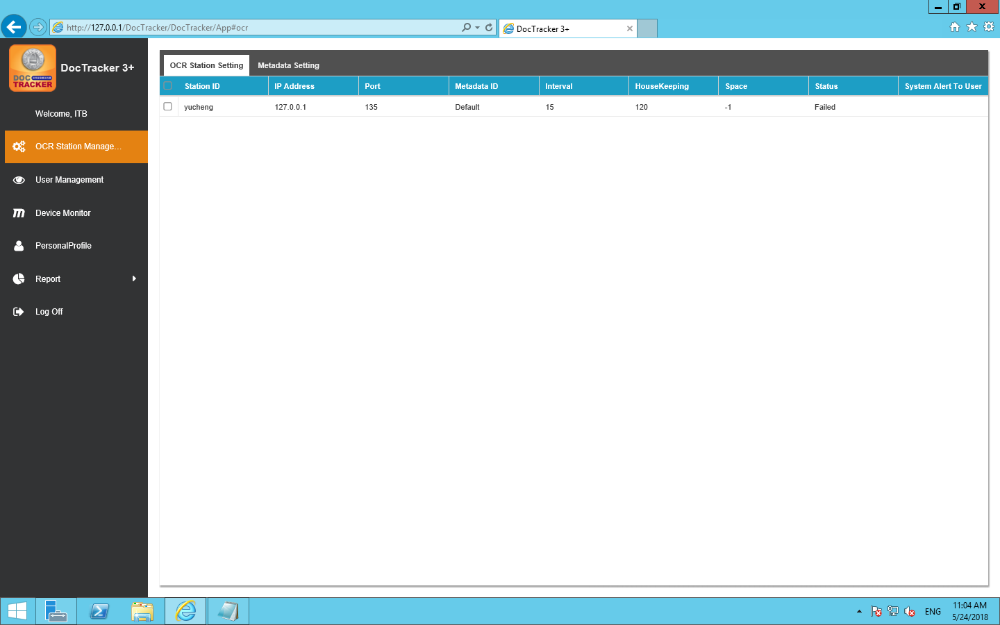 http://127.0.0.1/DocTracker/DocTracker/App#ocr
DocTracker 3+
DOC
TRACKER
DocTracker 3+
Welcome, ITB
OCR Station Manage...
User Management
Device Monitor
PersonalProfile
Report
Log Off
OCR Station Setting Metadata Setting
Station ID IP Address Port Metadata ID Interval HouseKeeping Space Status System Alert To User
yucheng 127.0.0.1 135 Default 15 120 -1 Failed
ENG
11:04 AM
5/24/2018